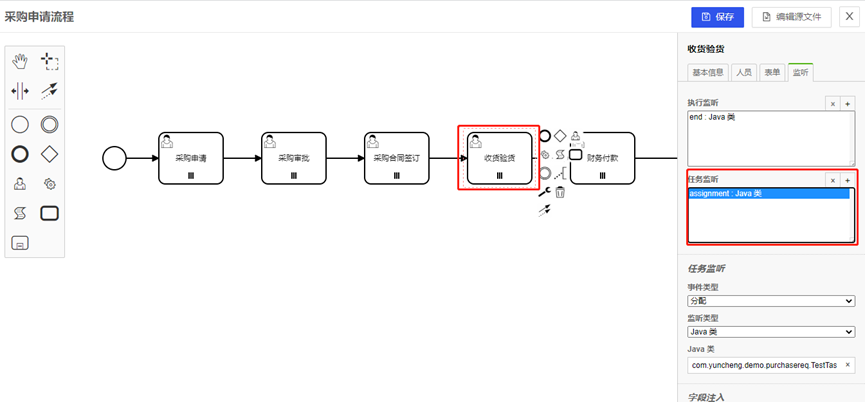 采购申请流程
保存
编辑源文件
X
收货验货
基本信息
人员
表单
监听
执行监听
x
+
end : Java 类
采购申请
采购审批
采购合同签订
收货验货
财务付款
任务监听
x
+
assignment : Java 类
任务监听
事件类型
分配
监听类型
Java 类
Java 类
com.yuncheng.demo.purchasereq.TestTas
×
字段注入